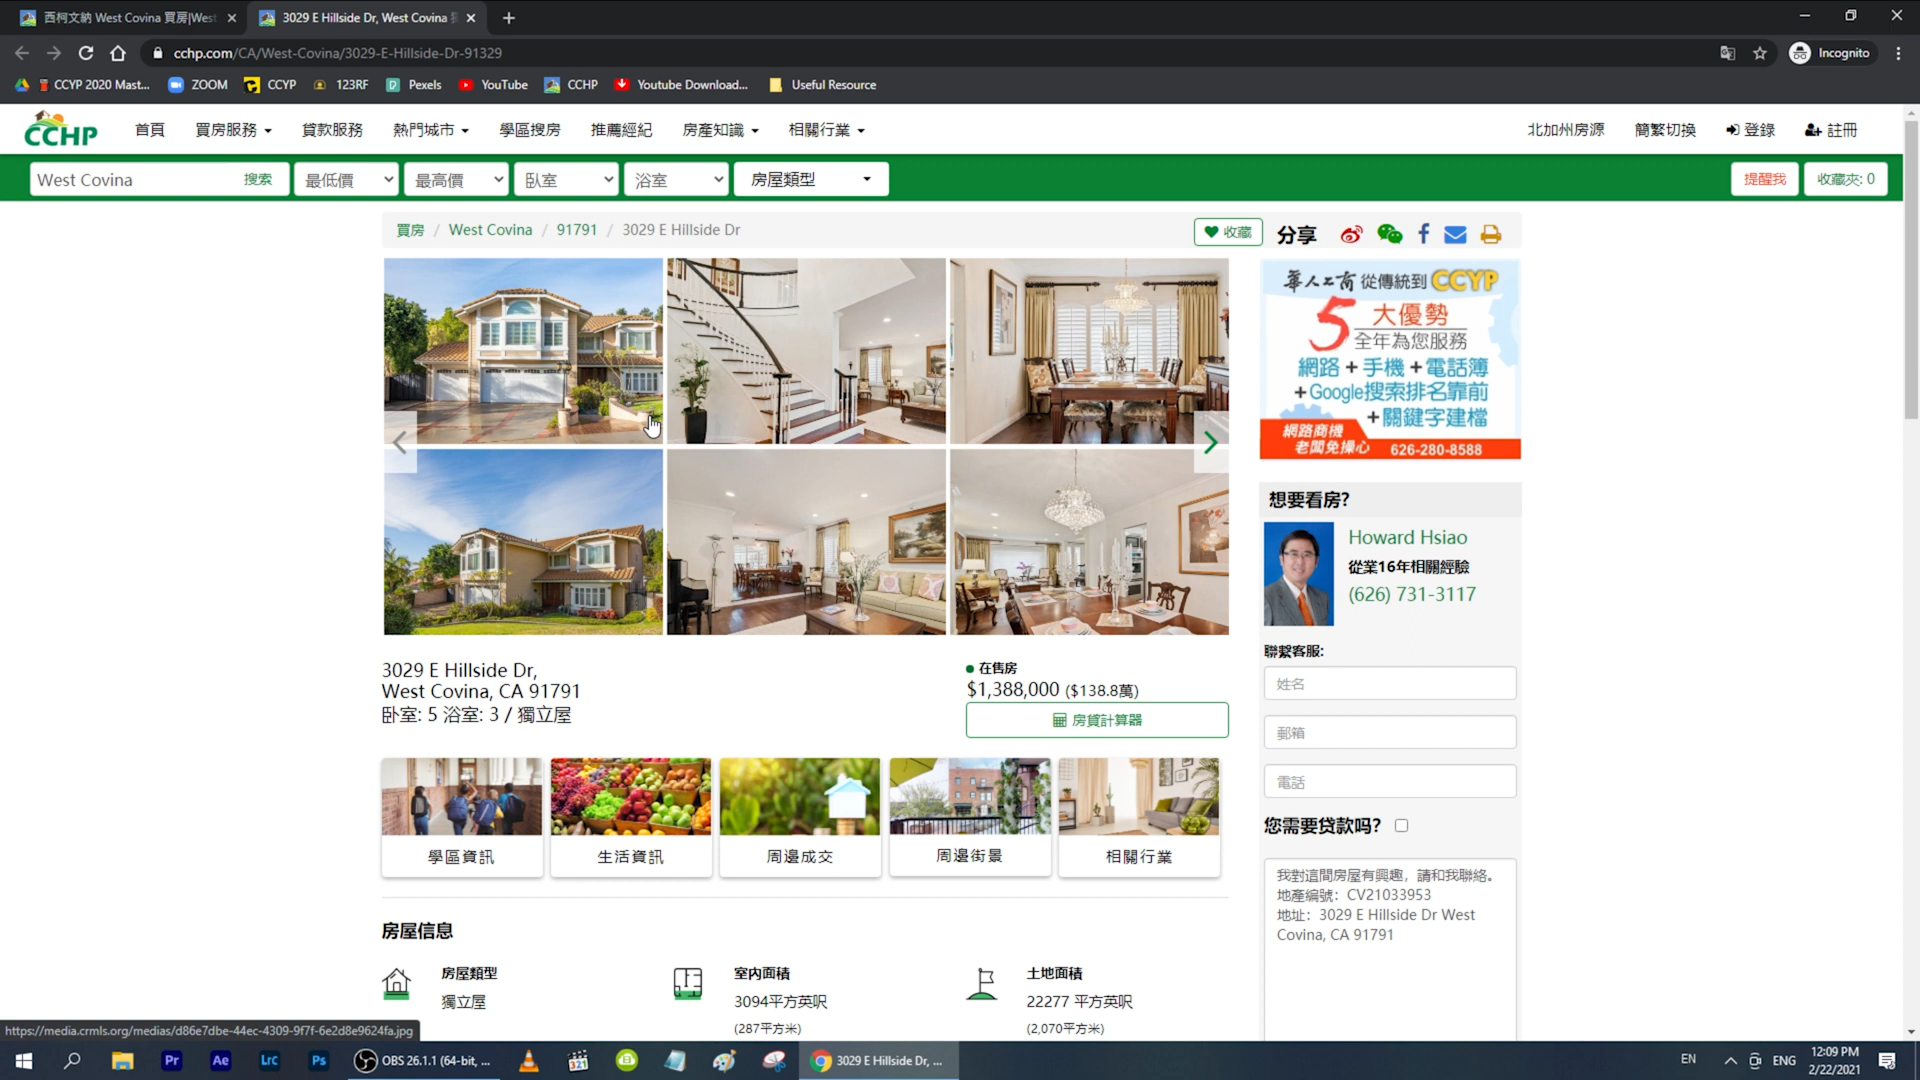 西柯文納 West Covina 買房|West
3029 E Hillside Dr, West Covina
cchp.com/CA/West-Covina/3029-E-Hillside-Dr-91329
Incognito
CCYP 2020 Mast...
ZOOM
CCYP
123RF
Pexels
YouTube
CCHP
Youtube Download...
Useful Resource
CCHP
首頁
買房服務
貸款服務
熱門城市
學區搜房
推薦經紀
房產知識
相關行業
北加州房源
簡繁切換
登錄
註冊
West Covina
搜索
最低價
最高價
臥室
浴室
房屋類型
提醒我
收藏夾: 0
買房 / West Covina / 91791 / 3029 E Hillside Dr
收藏
分享
華人工商 從傳統到 CCYP
5 大優勢
全年為您服務
網路+手機+電話簿
+Google搜索排名靠前
+關鍵字建檔
網路商機
老闆免操心 626-280-8588
想要看房?
Howard Hsiao
從業16年相關經驗
(626) 731-3117
聯繫客服:
姓名
郵箱
電話
您需要贷款吗?
我對這間房屋有興趣，請和我聯絡。
地產編號： CV21033953
地址： 3029 E Hillside Dr West
Covina, CA 91791
3029 E Hillside Dr,
West Covina, CA 91791
卧室: 5 浴室: 3 / 獨立屋
在售房
$1,388,000 ($138.8萬)
房貸計算器
學區資訊
生活資訊
周邊成交
周邊街景
相關行業
房屋信息
房屋類型
獨立屋
室內面積
3094平方英呎
(287平方米)
土地面積
22277 平方英呎
(2,070平方米)
https://media.crmls.org/medias/d86e7dbe-44ec-4309-9f7f-6e2d8e9624fa.jpg
Pr
Ae
Lrc
Ps
OBS 26.1.1 (64-bit, ...
321
3029 E Hillside Dr, ...
EN
ENG
12:09 PM
2/22/2021